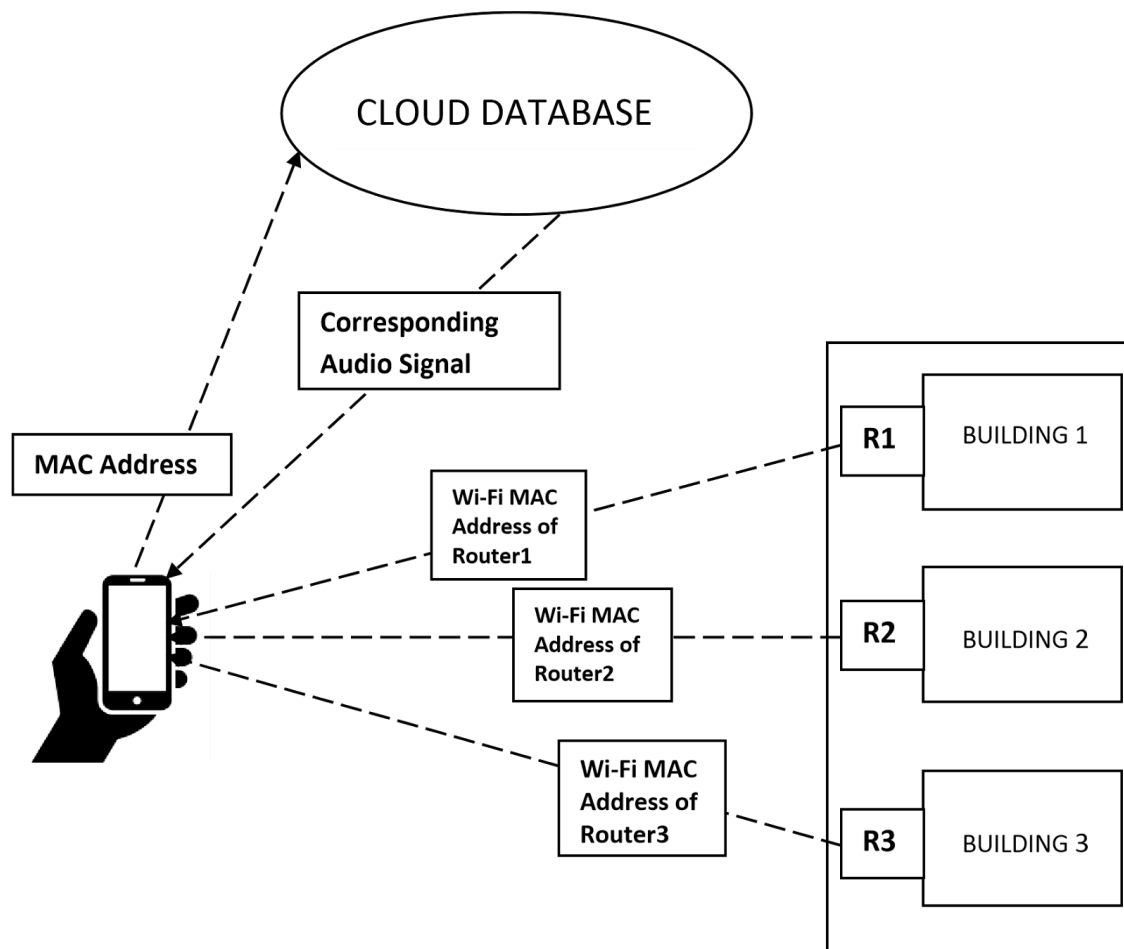 CLOUD DATABASE
Corresponding
Audio Signal
MAC Address
R1
BUILDING 1
Wi-Fi MAC
Address of
Router1
Wi-Fi MAC
Address of
Router2
R2
BUILDING 2
Wi-Fi MAC
Address of
Router3
R3
BUILDING 3